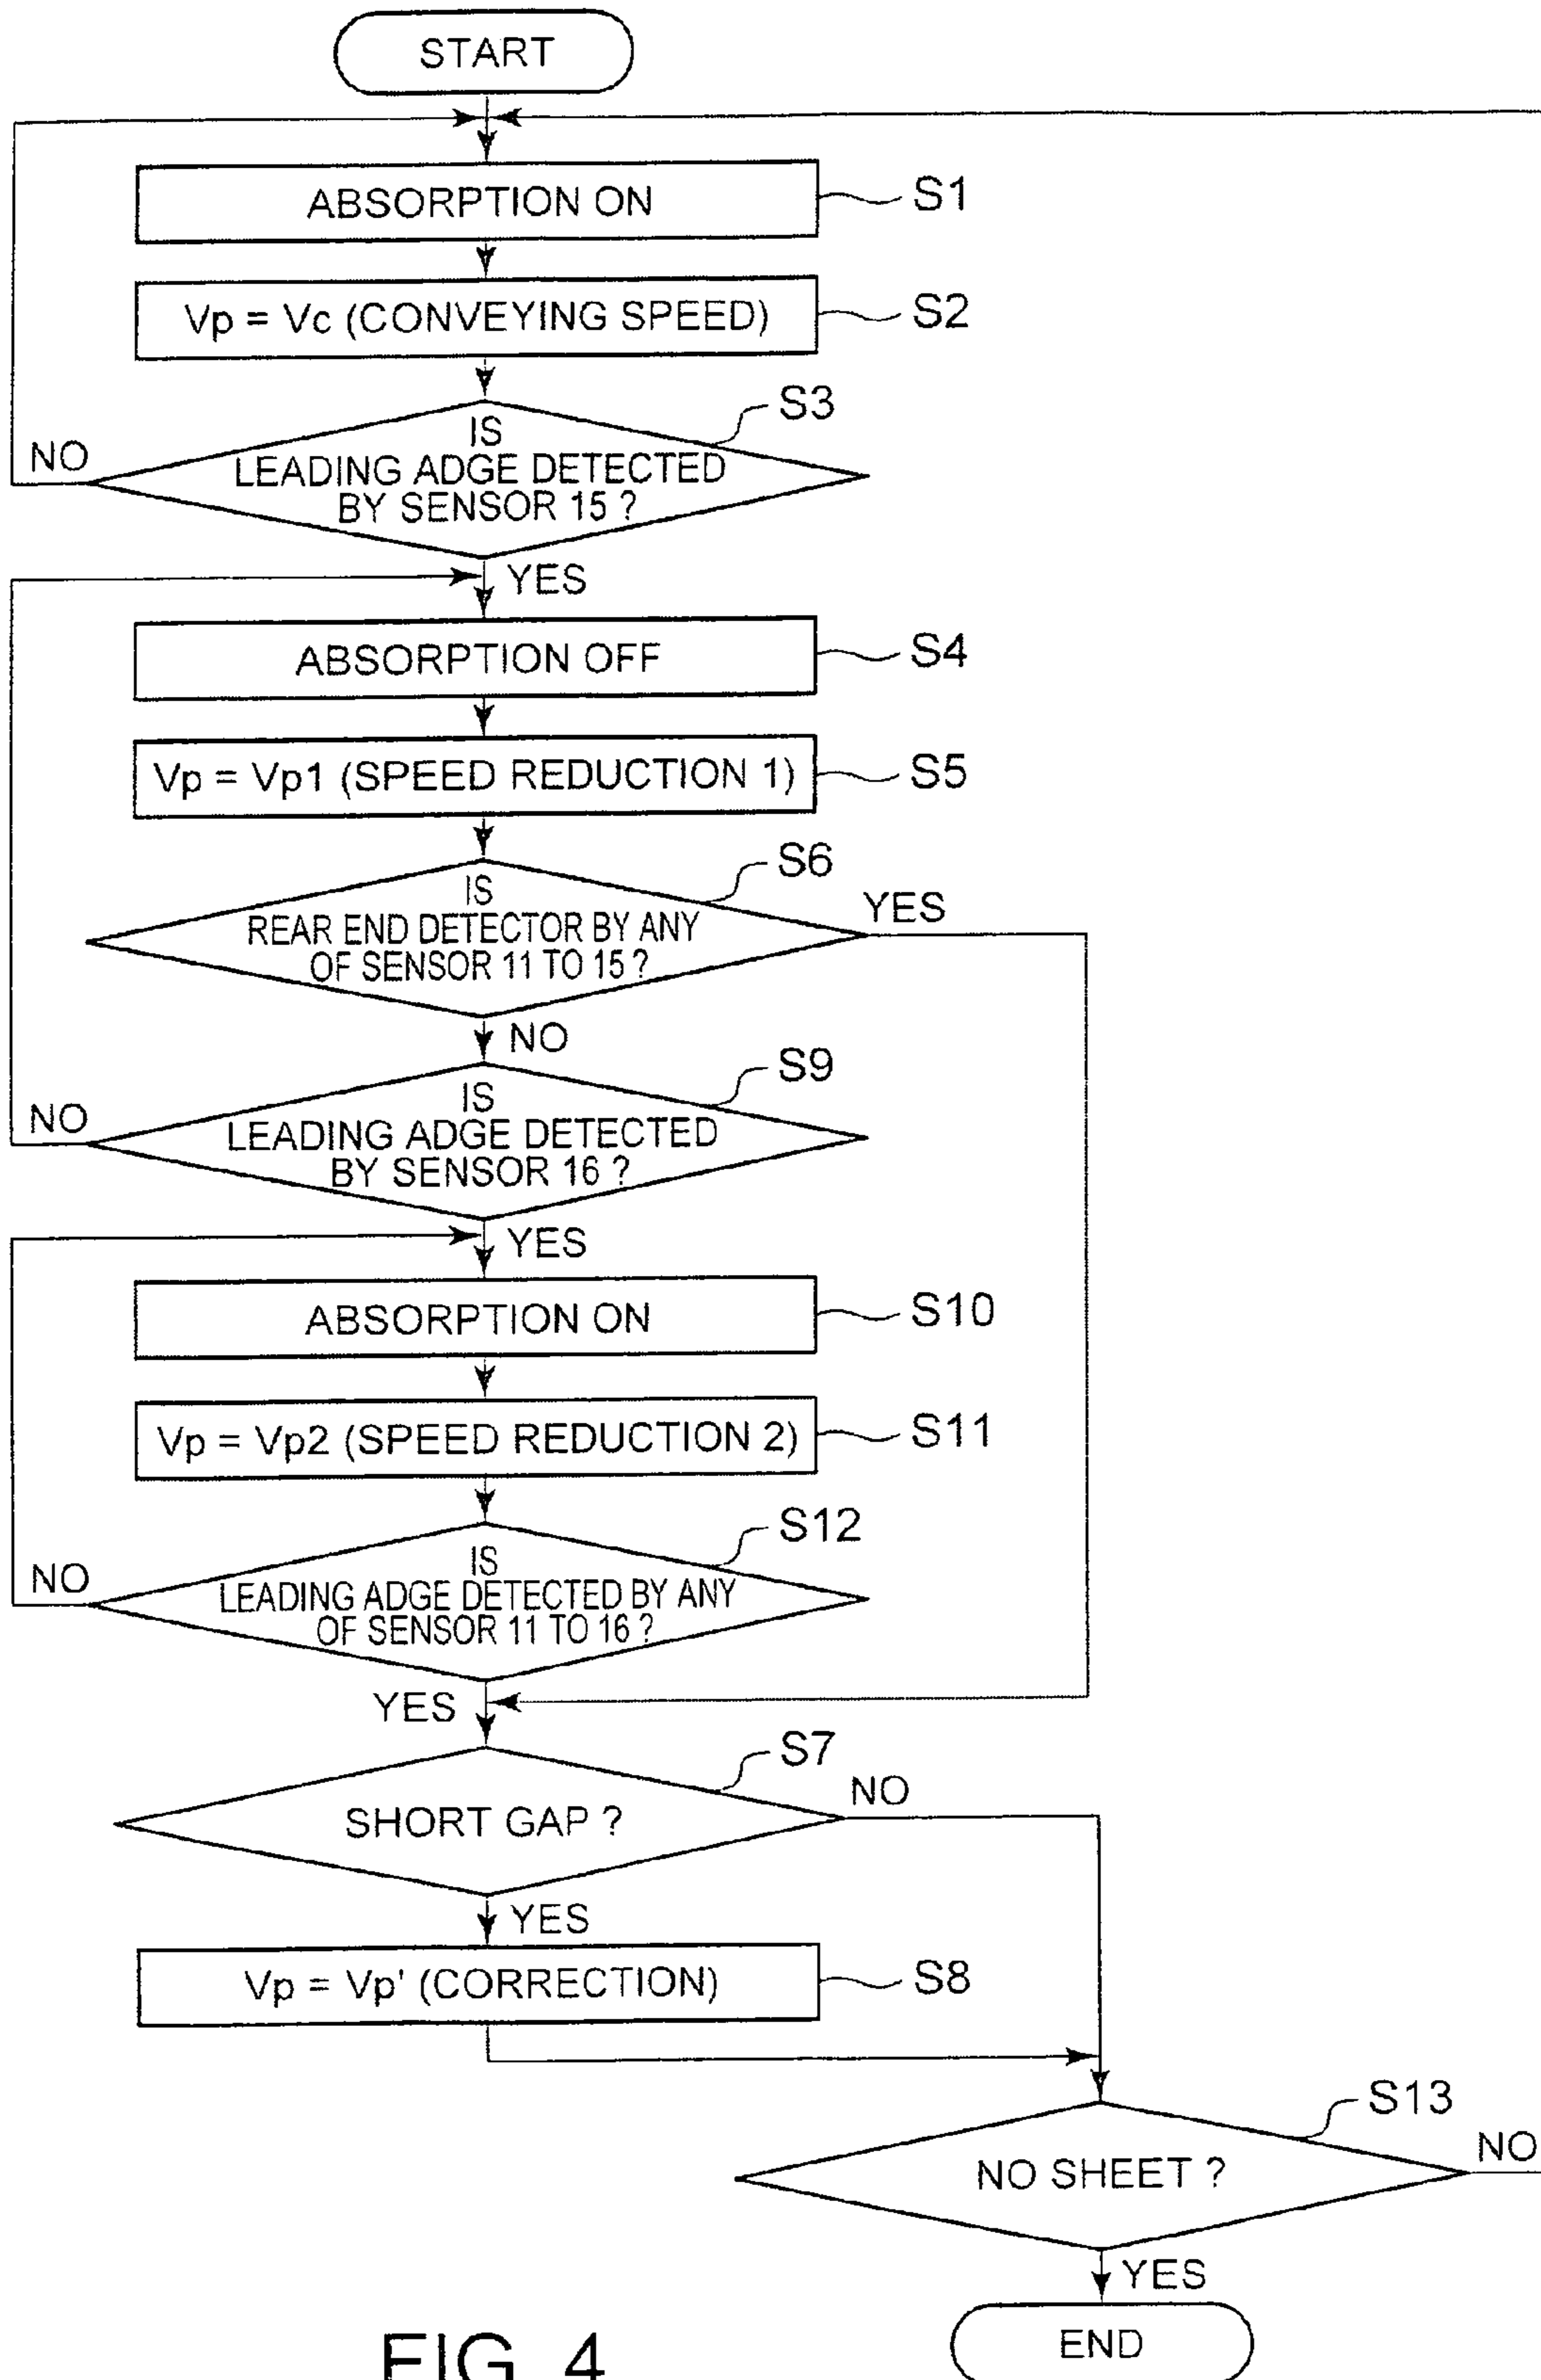 START
ABSORPTION ON
S1
Vp = Vc (CONVEYING SPEED)
S2
S3
IS
LEADING ADGE DETECTED
BY SENSOR 15 ?
NO
YES
ABSORPTION OFF
S4
Vp = Vp1 (SPEED REDUCTION 1)
S5
S6
IS
REAR END DETECTOR BY ANY
OF SENSOR 11 TO 15 ?
YES
NO
S9
IS
LEADING ADGE DETECTED
BY SENSOR 16 ?
NO
YES
ABSORPTION ON
S10
Vp = Vp2 (SPEED REDUCTION 2)
S11
S12
IS
LEADING ADGE DETECTED BY ANY
OF SENSOR 11 TO 16 ?
NO
YES
S7
SHORT GAP ?
NO
YES
Vp = Vp' (CORRECTION)
S8
S13
NO SHEET ?
NO
YES
END
FIG. 4